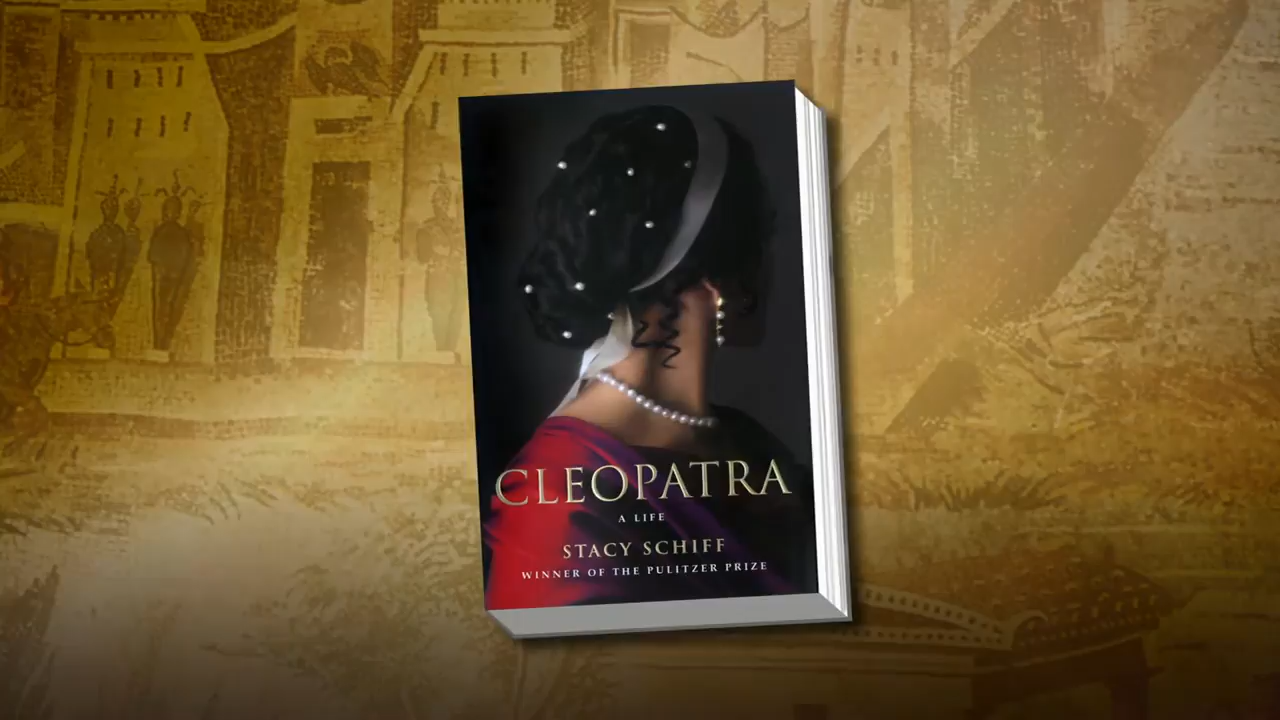 CLEOPATRA
A LIFE
STACY SCHIFF
WINNER OF THE PULITZER PRIZE